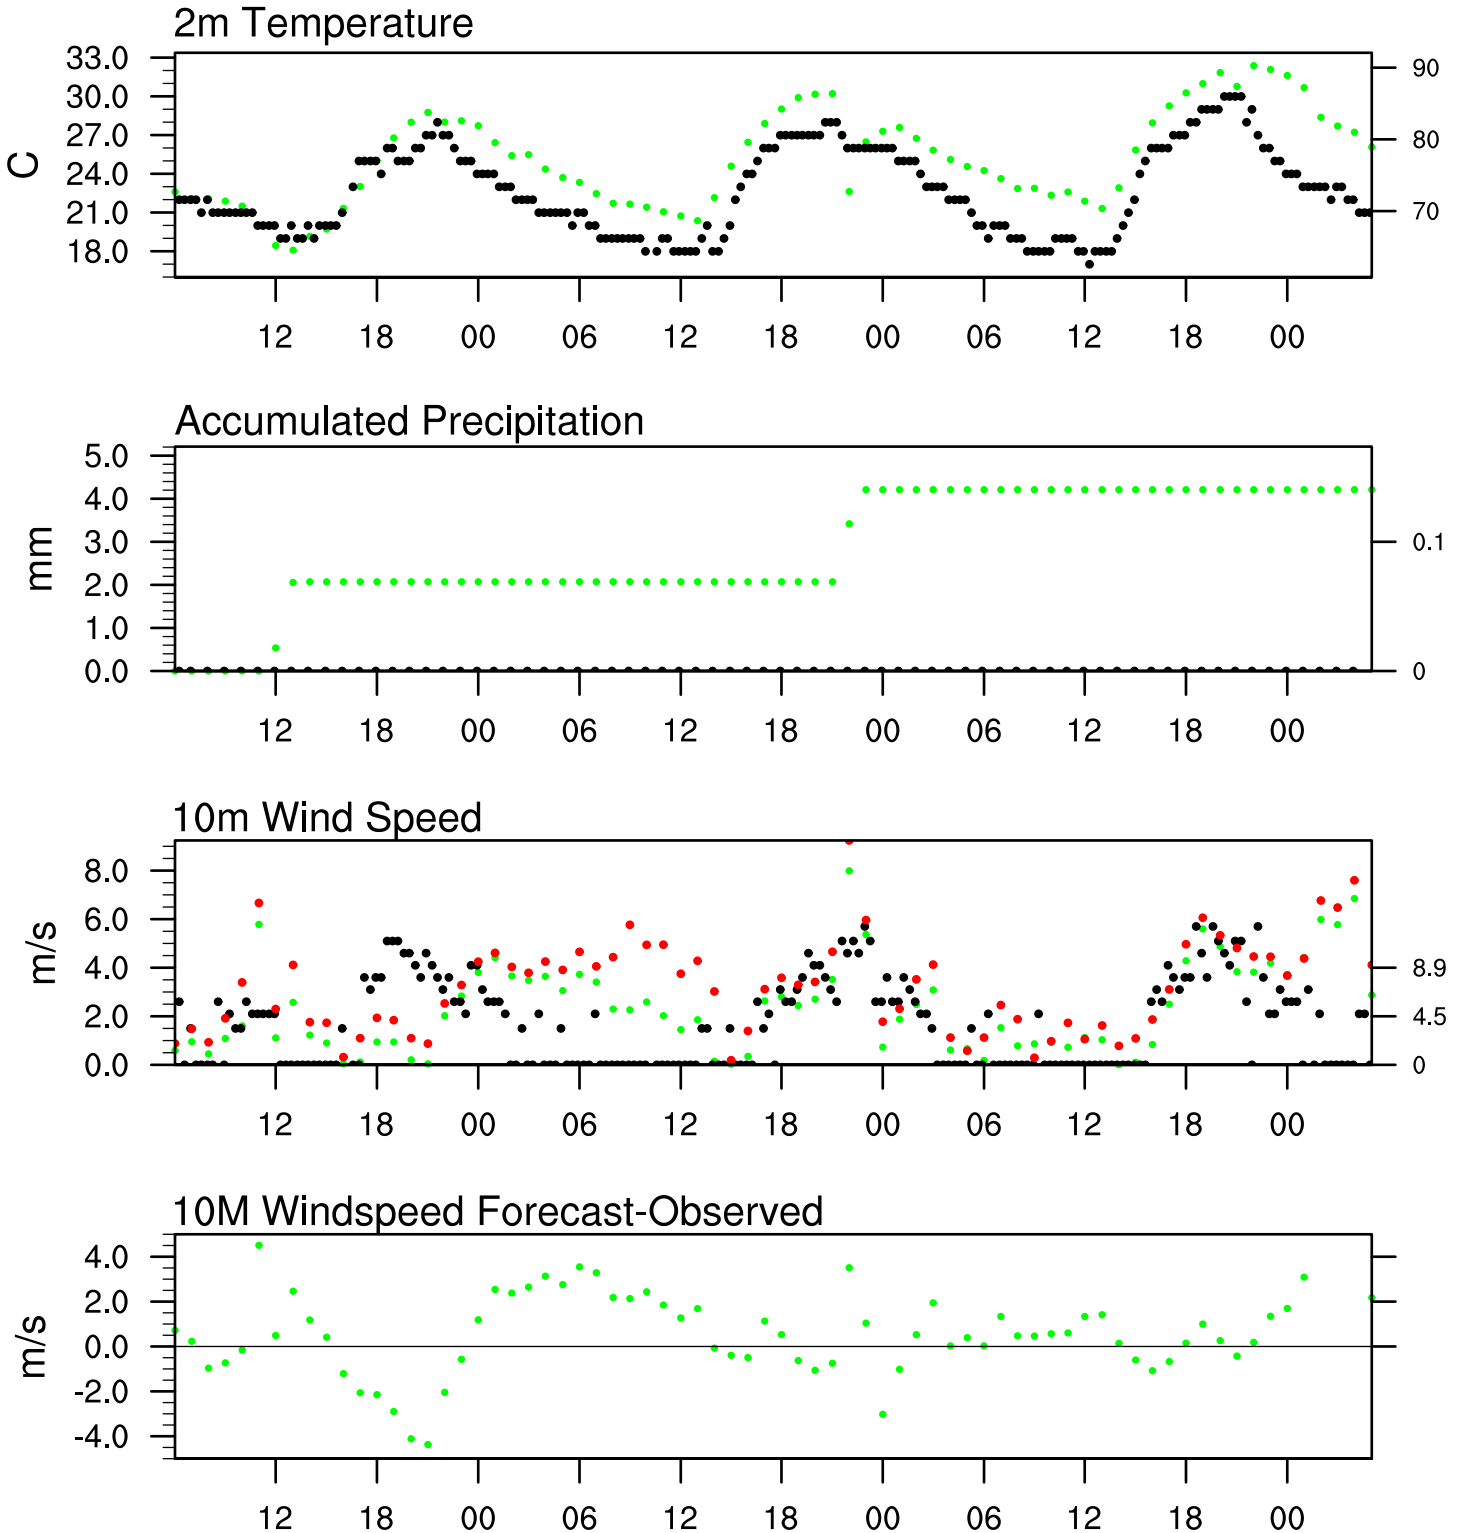 2m Temperature
33.0
30.0
27.0
24.0
21.0
18.0
C
90
80
70
12 18 00 06 12 18 00 06 12 18 00
Accumulated Precipitation
5.0
4.0
3.0
2.0
1.0
0.0
mm
0.1
0
12 18 00 06 12 18 00 06 12 18 00
10m Wind Speed
8.0
6.0
4.0
2.0
0.0
m/s
8.9
4.5
0
12 18 00 06 12 18 00 06 12 18 00
10M Windspeed Forecast-Observed
4.0
2.0
0.0
-2.0
-4.0
m/s
12 18 00 06 12 18 00 06 12 18 00